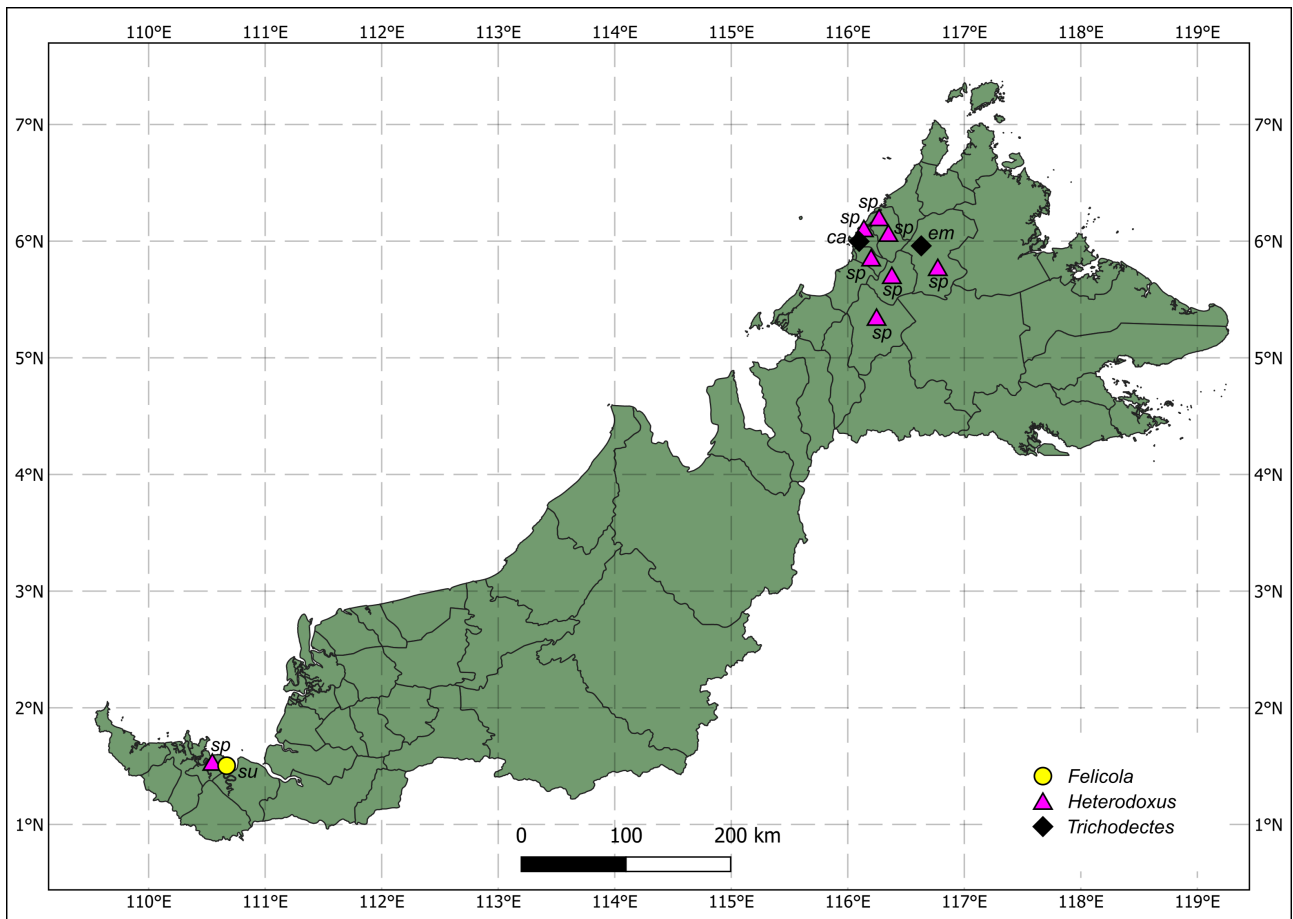 110°E 111°E 112°E 113°E 114°E 115°E 116°E 117°E 118°E 119°E
7°N 7°N
sp
sp
sp
ca
em
6°N 6°N
sp
sp
sp
sp
5°N 5°N
4°N 4°N
3°N 3°N
2°N 2°N
sp
su
Felicola
Heterodoxus
Trichodectes
1°N 1°N
0 100 200 km
110°E 111°E 112°E 113°E 114°E 115°E 116°E 117°E 118°E 119°E